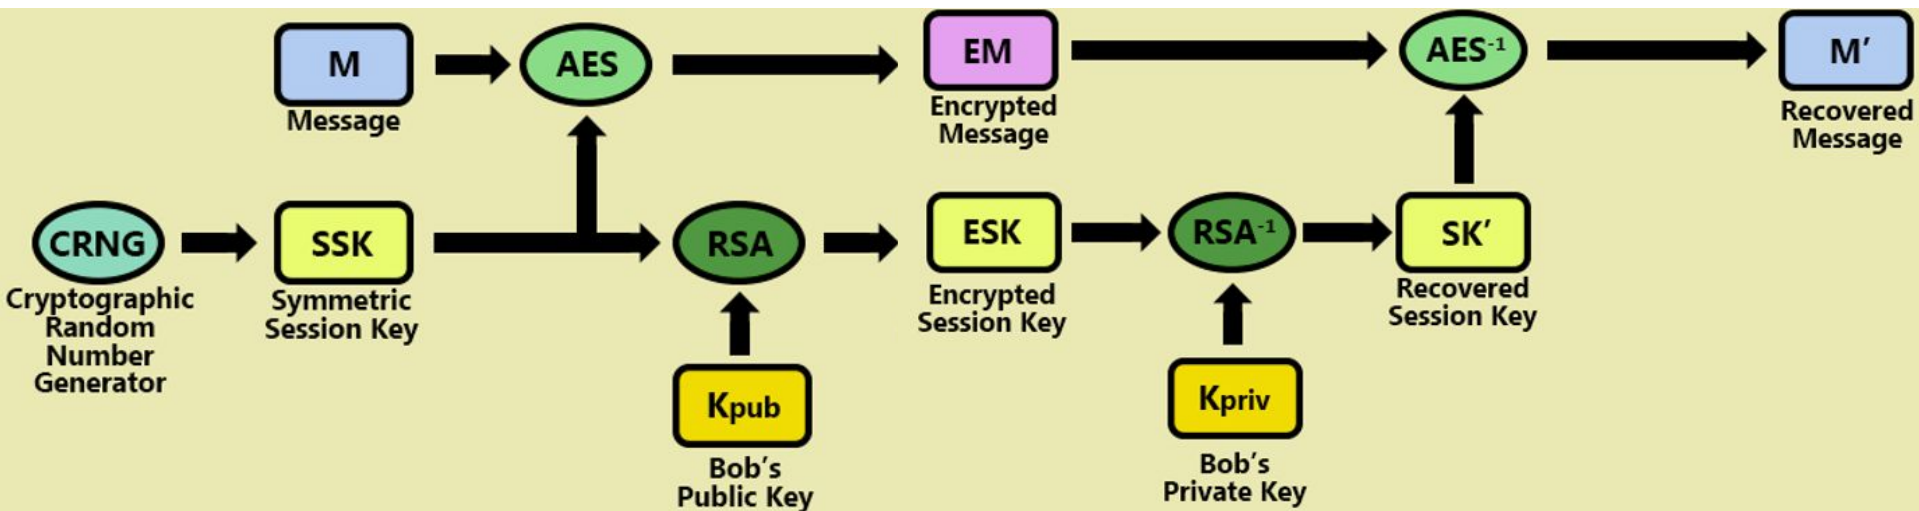 M
Message
AES
EM
Encrypted
Message
AES-1
M’
Recovered
Message
CRNG
Cryptographic
Random
Number
Generator
SSK
Symmetric
Session Key
RSA
ESK
Encrypted
Session Key
RSA-1
SK’
Recovered
Session Key
Kpub
Bob’s
Public Key
Kpriv
Bob’s
Private Key